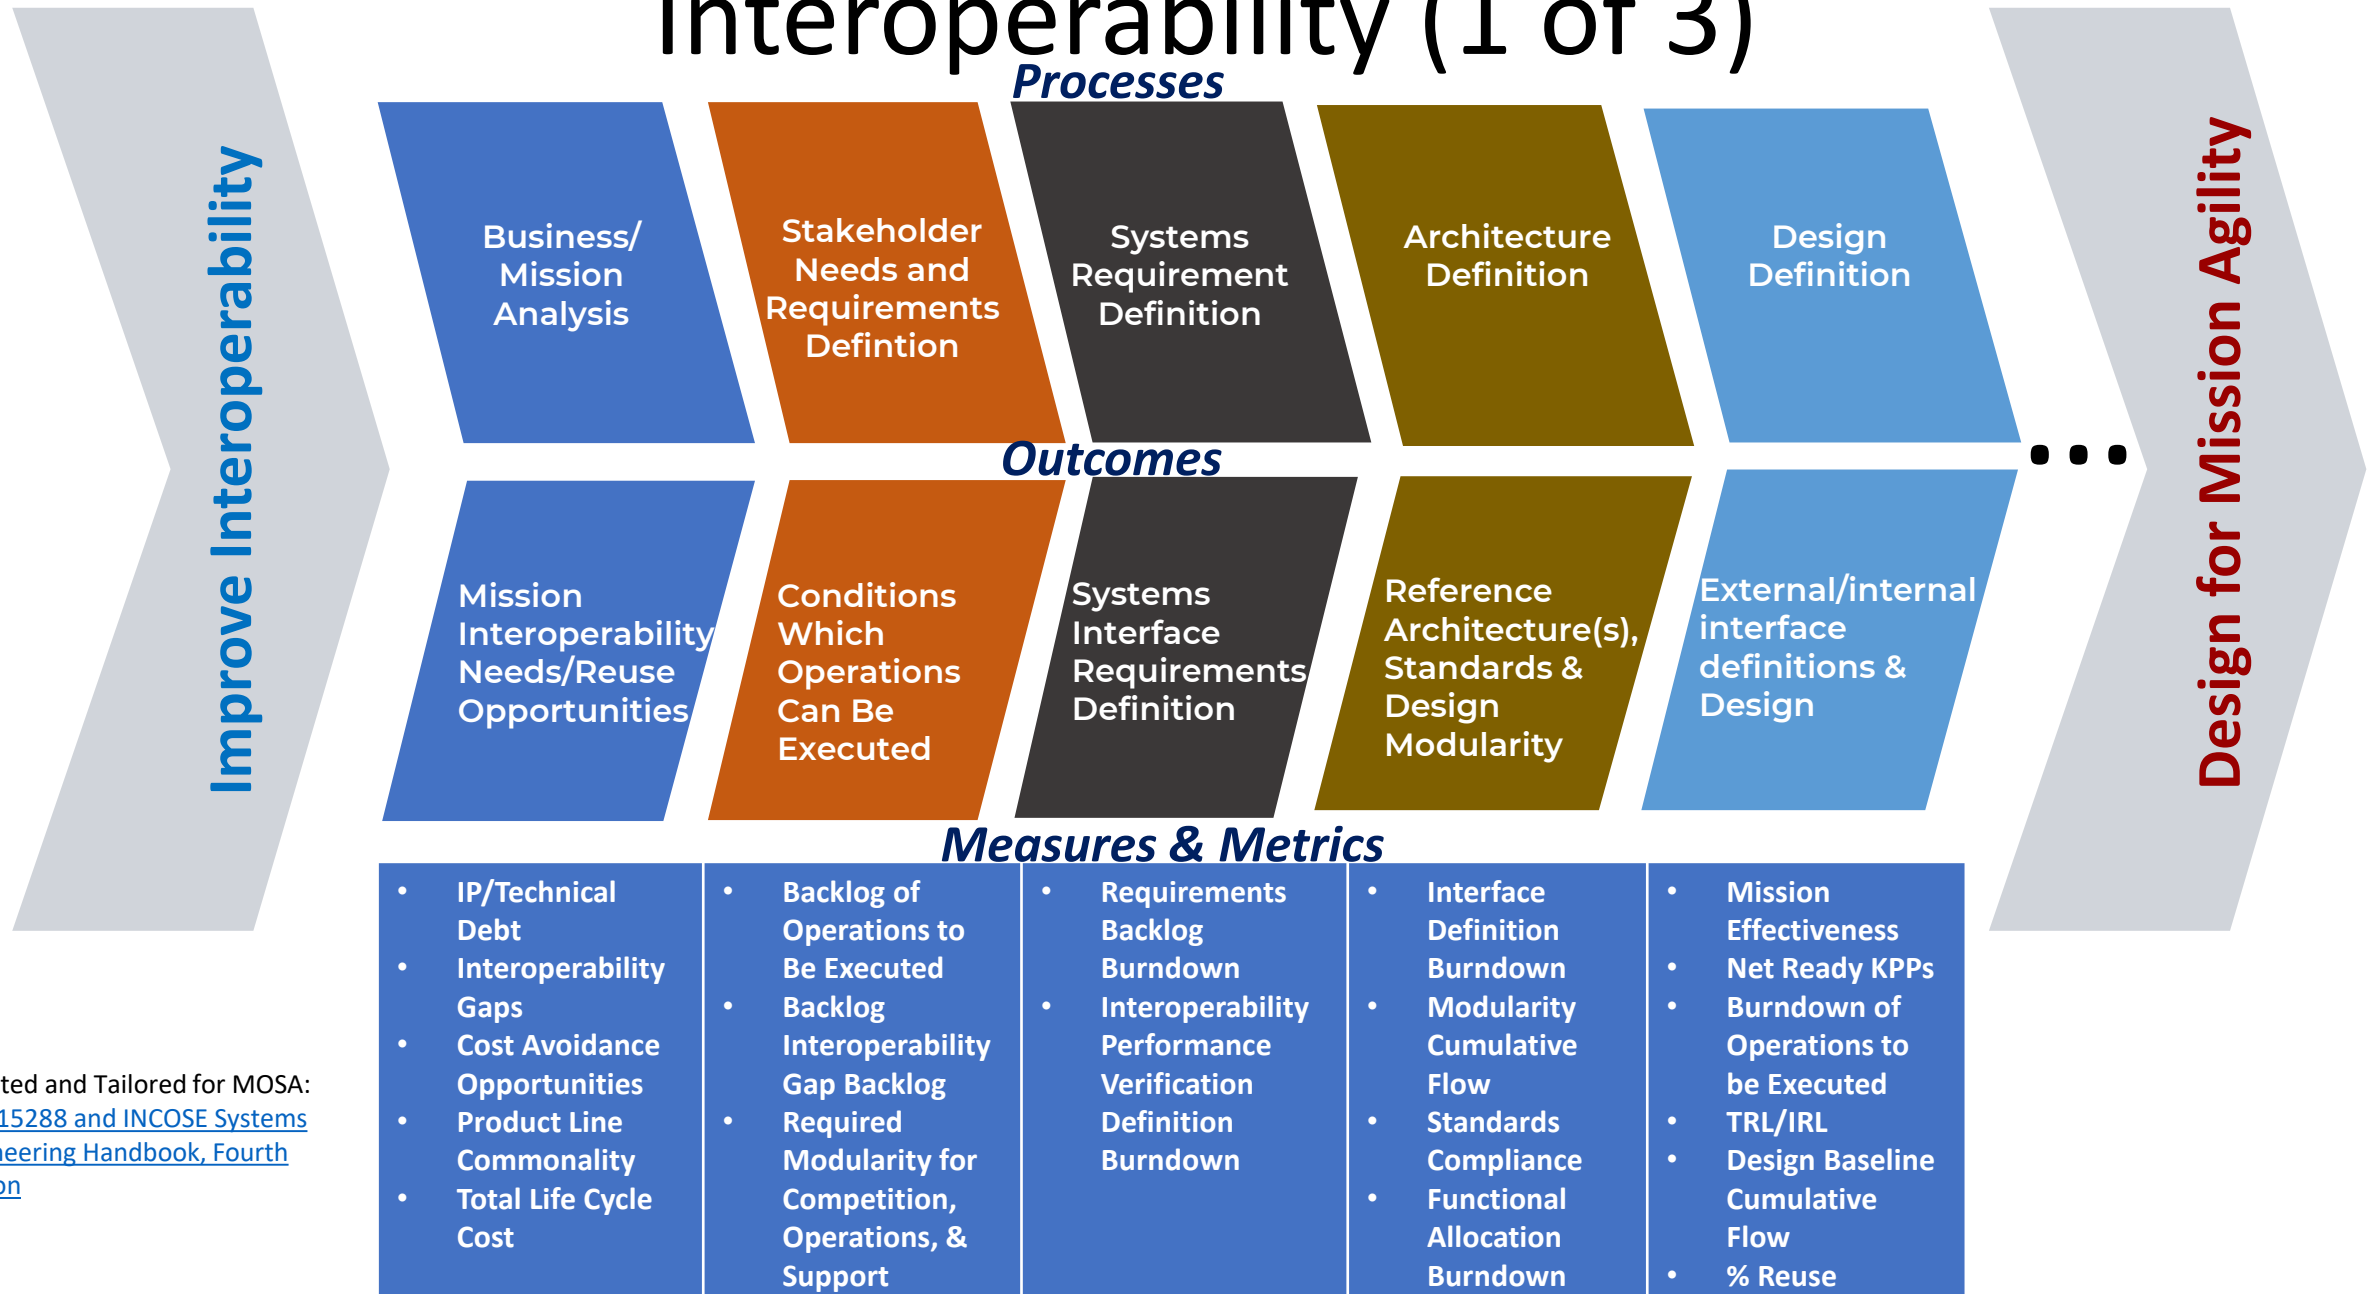 Interoperability (1 of 3)
Processes
Improve Interoperability
Business/
Mission
Analysis
Stakeholder
Needs and
Requirements
Defintion
Systems
Requirement
Definition
Architecture
Definition
Design
Definition
Outcomes
...
Mission
Interoperability
Needs/Reuse
Opportunities
Conditions
Which
Operations
Can Be
Executed
Systems
Interface
Requirements
Definition
Reference
Architecture(s),
Standards &
Design
Modularity
External/internal
interface
definitions &
Design
Design for Mission Agility
Measures & Metrics
• IP/Technical
Debt
• Interoperability
Gaps
• Cost Avoidance
Opportunities
• Product Line
Commonality
• Total Life Cycle
Cost
• Backlog of
Operations to
Be Executed
• Backlog
Interoperability
Gap Backlog
• Required
Modularity for
Competition,
Operations, &
Support
• Requirements
Backlog
Burndown
• Interoperability
Performance
Verification
Definition
Burndown
• Interface
Definition
Burndown
• Modularity
Cumulative
Flow
• Standards
Compliance
• Functional
Allocation
Burndown
• Mission
Effectiveness
• Net Ready KPPs
• Burndown of
Operations to
be Executed
• TRL/IRL
• Design Baseline
Cumulative
Flow
• % Reuse
and Tailored for MOSA:
15288 and INCOSE Systems
Handbook, Fourth